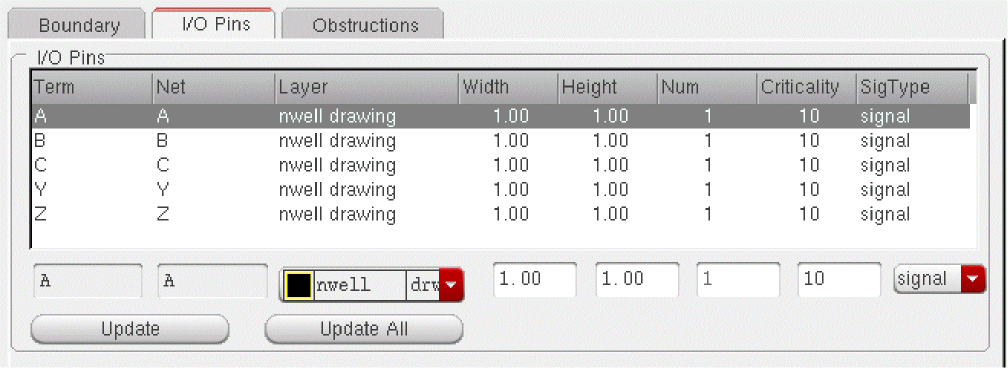 Boundary I/O Pins Obstructions
I/O Pins
Term Net Layer Width Height Num Criticality SigType
A A nwell drawing 1.00 1.00 1 10 signal
B B nwell drawing 1.00 1.00 1 10 signal
C C nwell drawing 1.00 1.00 1 10 signal
Y Y nwell drawing 1.00 1.00 1 10 signal
Z Z nwell drawing 1.00 1.00 1 10 signal
A A nwell drw 1.00 1.00 1 10 signal
Update Update All